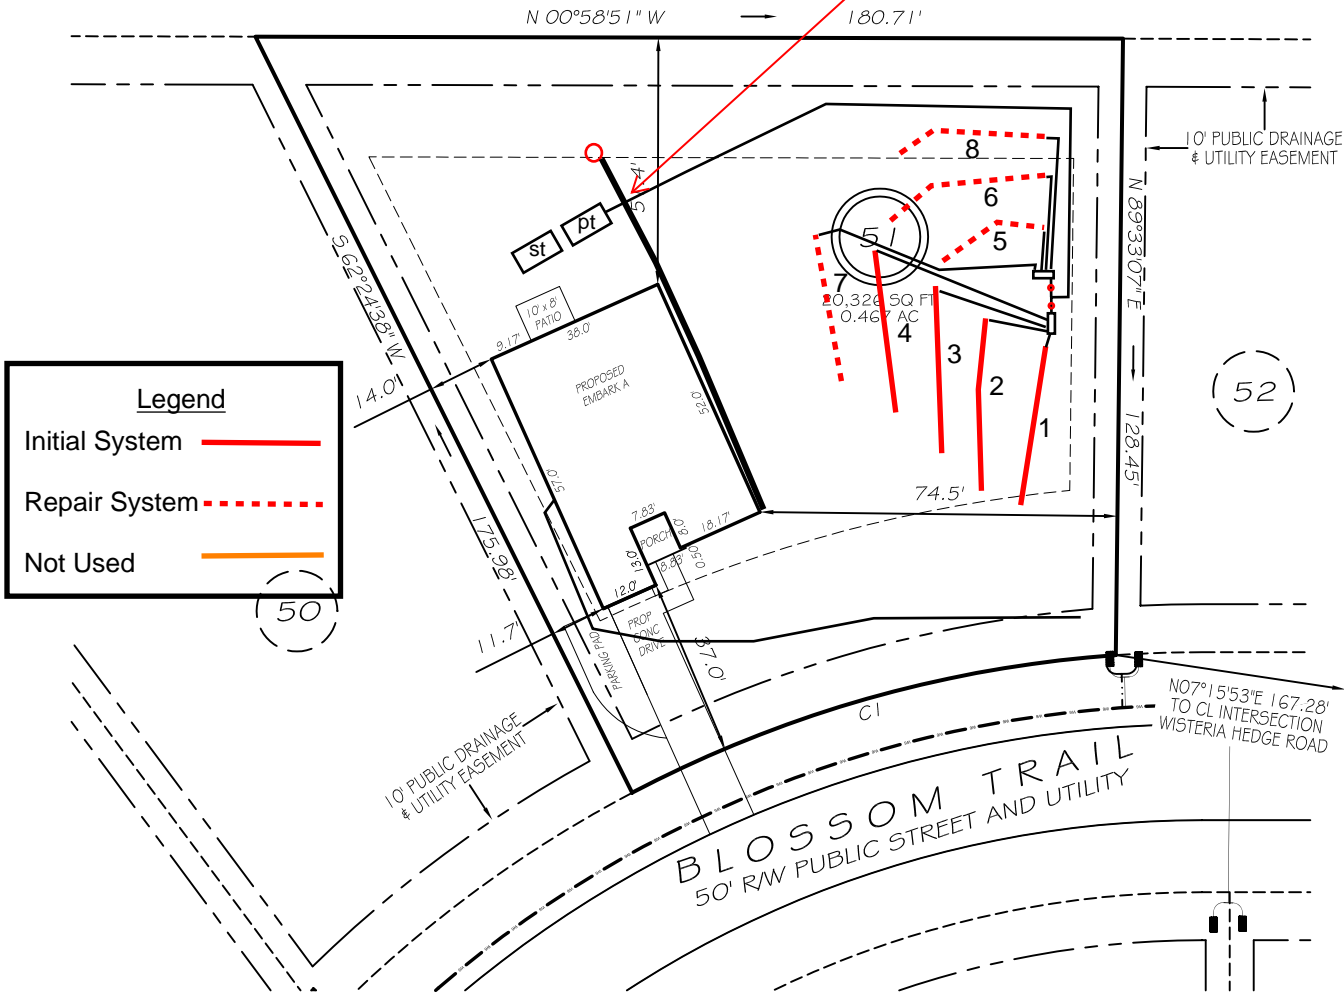 N 00°58'51" W
180.71'
10' PUBLIC DRAINAGE
& UTILITY EASEMENT
8
6
5
7
51
20,326 SQ FT
0.467 AC
4
3
2
1
N 89°33'07" E
128.45'
52
pt
st
10' x 8'
PATIO
9.17'
38.0'
PROPOSED
EMBARK A
52.0'
57.0'
S 62°24'38" W
175.98'
14.0'
11.7'
Legend
Initial System
Repair System
Not Used
50
7.83'
PORCH
8.0'
18.17'
0.50'
8.83'
13.0'
12.0'
74.5'
37.0'
PROP
CONC
DRIVE
PARKING PAD
C1
10' PUBLIC DRAINAGE
& UTILITY EASEMENT
N07°15'53"E 167.28'
TO CL INTERSECTION
WISTERIA HEDGE ROAD
BLOSSOM TRAIL
50' R/W PUBLIC STREET AND UTILITY